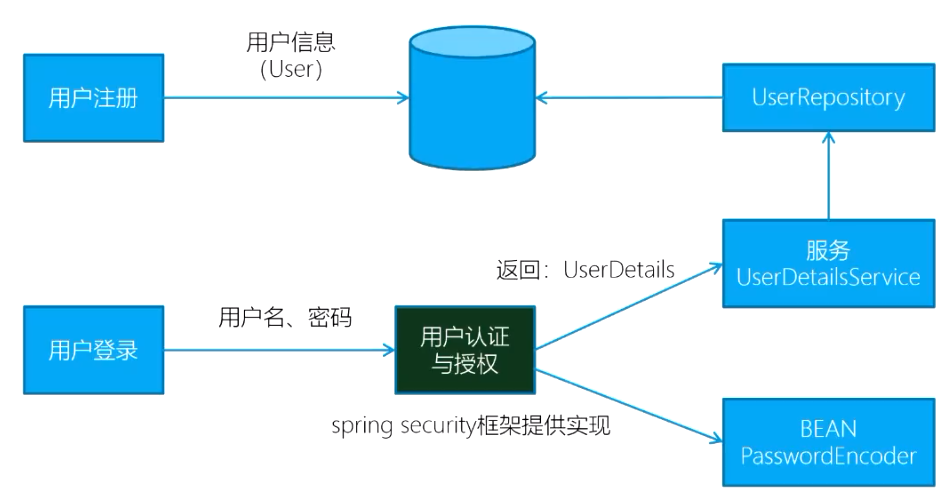 用户信息
（User）
用户注册
UserRepository
服务
UserDetailsService
返回：UserDetails
用户名、密码
用户登录
用户认证
与授权
spring security框架提供实现
BEAN
PasswordEncoder